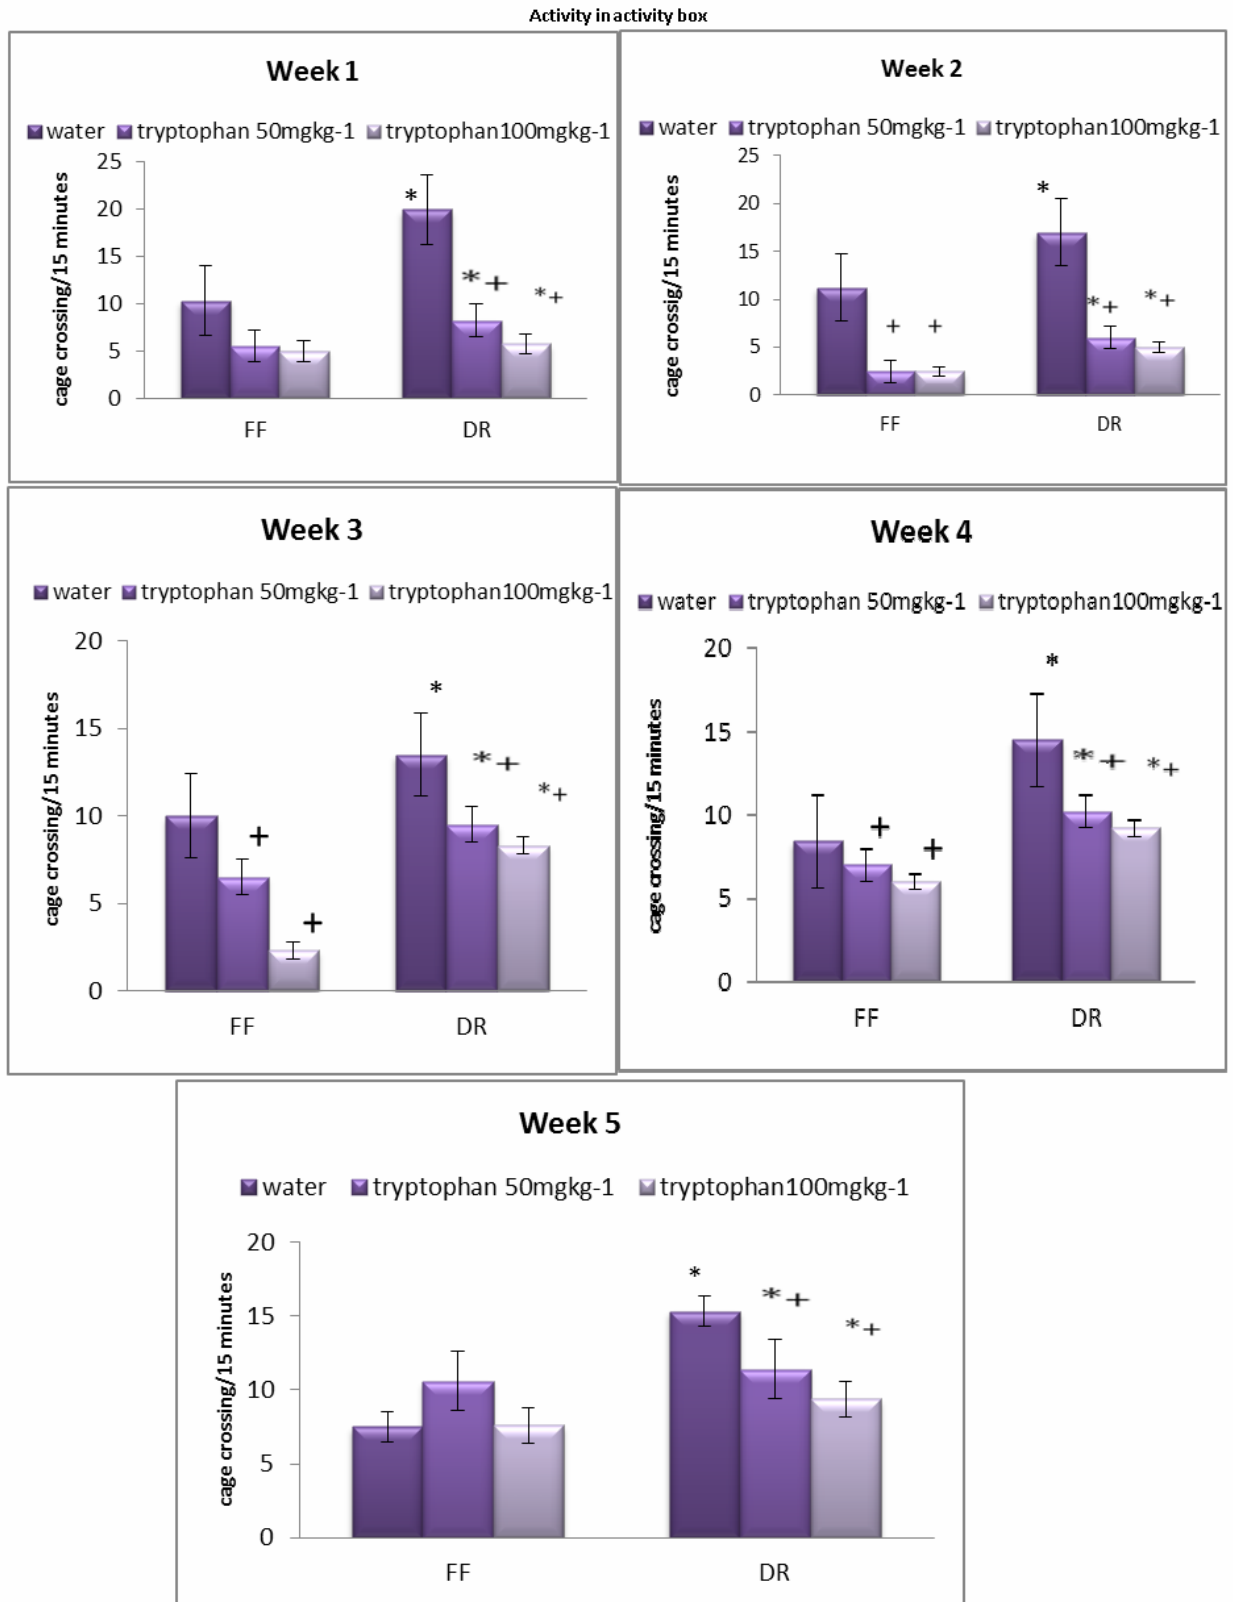 Activity in activity box
Week 1
water tryptophan 50mgkg-1 tryptophan100mgkg-1
cage crossing/15 minutes
25
20
15
10
5
0
*
* +
* +
FF DR
Week 2
water tryptophan 50mgkg-1 tryptophan100mgkg-1
cage crossig/15 minutes
25
20
15
10
5
0
+ +
*
* +
* +
FF DR
Week 3
water tryptophan 50mgkg-1 tryptophan100mgkg-1
cage crossing/15 minutes
20
15
10
5
0
+
+
*
* +
* +
FF DR
Week 4
water tryptophan 50mgkg-1 tryptophan100mgkg-1
cage crossing/15 minutes
20
15
10
5
0
+
+
*
* +
* +
FF DR
Week 5
water tryptophan 50mgkg-1 tryptophan100mgkg-1
cage crossing/15 minutes
20
15
10
5
0
*
* +
* +
FF DR